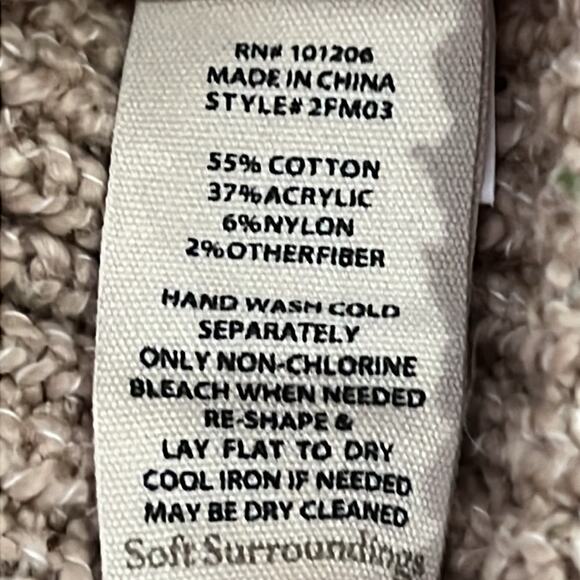 RN# 101206
MADE IN CHINA
STYLE# 2FM03
55% COTTON
37% ACRYLIC
6% NYLON
2% OTHER FIBER
HAND WASH COLD
SEPARATELY
ONLY NON-CHLORINE
BLEACH WHEN NEEDED
RE-SHAPE &
LAY FLAT TO DRY
COOL IRON IF NEEDED
MAY BE DRY CLEANED
Soft Surroundings